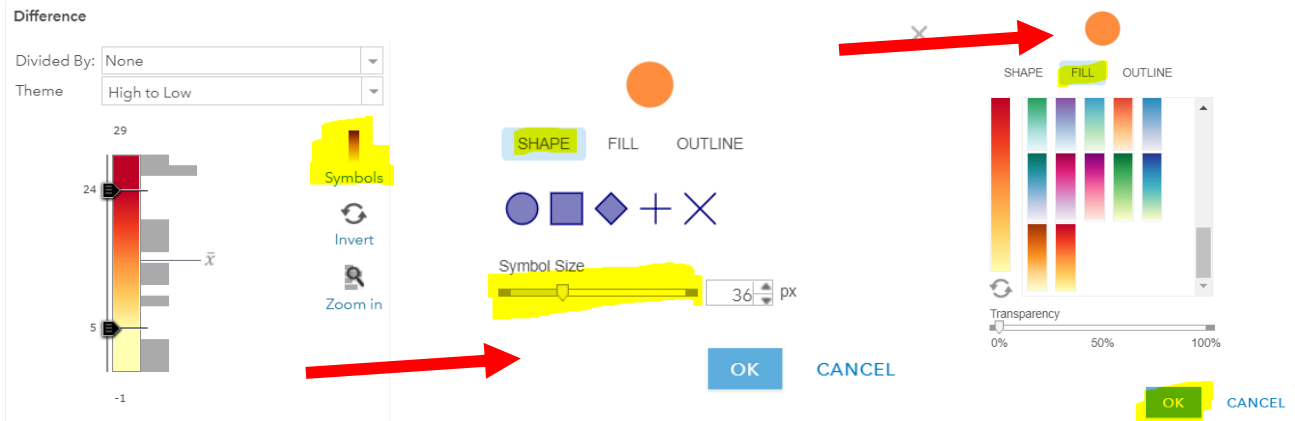 Difference
Divided By: None
Theme High to Low
29
Symbols
24
Invert
x̄
Zoom in
5
-1
SHAPE FILL OUTLINE
Symbol Size
36 px
OK CANCEL
SHAPE FILL OUTLINE
Transparency
0% 50% 100%
OK CANCEL